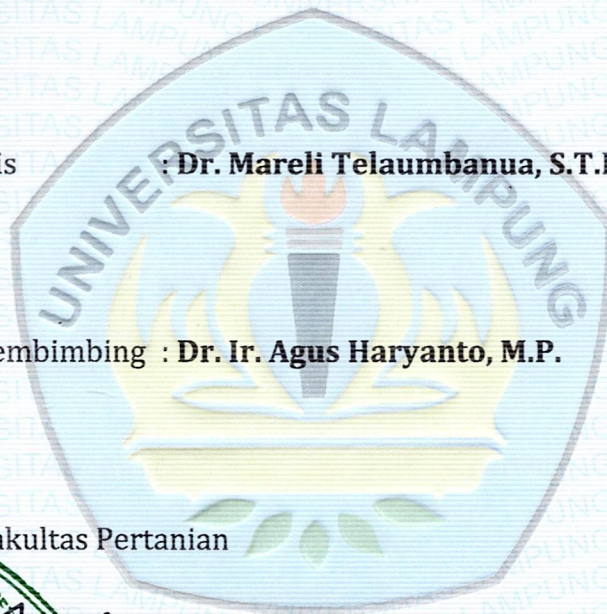 UNIVERSITAS LAMPUNG
is : Dr. Mareli Telaumbanua, S.T.
embimbing : Dr. Ir. Agus Haryanto, M.P.
akultas Pertanian